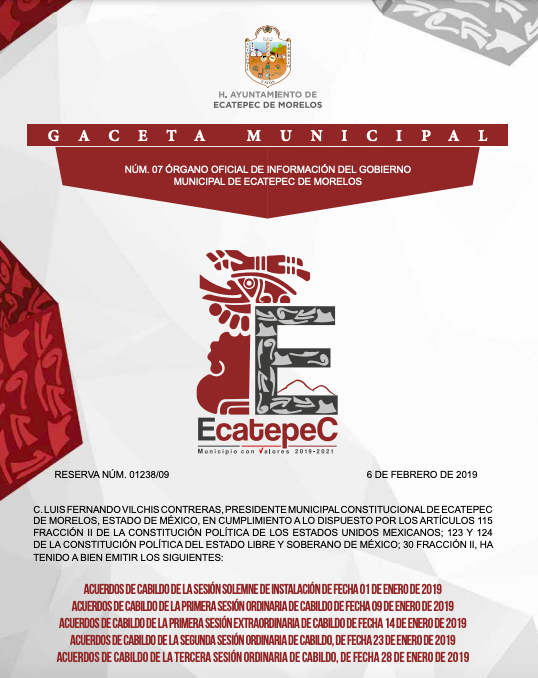 H. AYUNTAMIENTO DE
ECATEPEC DE MORELOS
GACETA MUNICIPAL
NÚM. 07 ÓRGANO OFICIAL DE INFORMACIÓN DEL GOBIERNO
MUNICIPAL DE ECATEPEC DE MORELOS
E
EcatepeC
Municipio con Valores 2019-2021
RESERVA NÚM. 01238/09 6 DE FEBRERO DE 2019
C. LUIS FERNANDO VILCHIS CONTRERAS, PRESIDENTE MUNICIPAL CONSTITUCIONAL DE ECATEPEC
DE MORELOS, ESTADO DE MÉXICO, EN CUMPLIMIENTO A LO DISPUESTO POR LOS ARTÍCULOS 115
FRACCIÓN II DE LA CONSTITUCIÓN POLÍTICA DE LOS ESTADOS UNIDOS MEXICANOS; 123 Y 124
DE LA CONSTITUCIÓN POLÍTICA DEL ESTADO LIBRE Y SOBERANO DE MÉXICO; 30 FRACCIÓN II, HA
TENIDO A BIEN EMITIR LOS SIGUIENTES:
ACUERDOS DE CABILDO DE LA SESIÓN SOLEMNE DE INSTALACIÓN DE FECHA 01 DE ENERO DE 2019
ACUERDOS DE CABILDO DE LA PRIMERA SESIÓN ORDINARIA DE CABILDO DE FECHA 09 DE ENERO DE 2019
ACUERDOS DE CABILDO DE LA PRIMERA SESIÓN EXTRAORDINARIA DE CABILDO DE FECHA 14 DE ENERO DE 2019
ACUERDOS DE CABILDO DE LA SEGUNDA SESIÓN ORDINARIA DE CABILDO, DE FECHA 23 DE ENERO DE 2019
ACUERDOS DE CABILDO DE LA TERCERA SESIÓN ORDINARIA DE CABILDO, DE FECHA 28 DE ENERO DE 2019